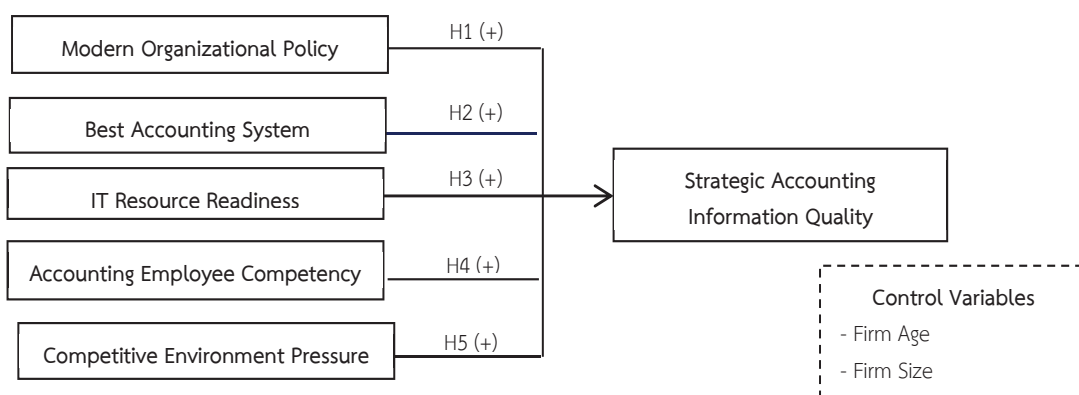 Modern Organizational Policy
H1 (+)
Best Accounting System
H2 (+)
IT Resource Readiness
H3 (+)
Accounting Employee Competency
H4 (+)
Competitive Environment Pressure
H5 (+)
Strategic Accounting
Information Quality
Control Variables
- Firm Age
- Firm Size